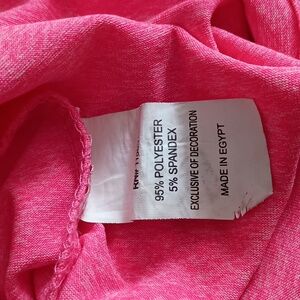 95% POLYESTER
5% SPANDEX
EXCLUSIVE OF DECORATION
MADE IN EGYPT